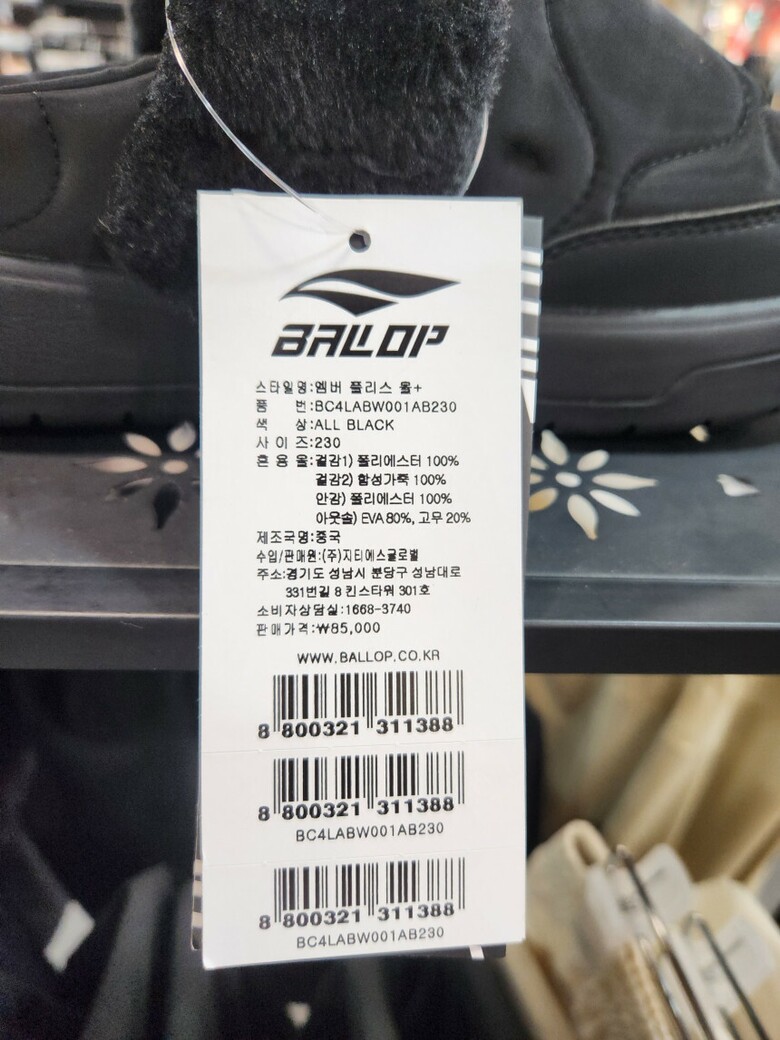 BALLOP
스타일명:엠버 플리스 올+
품 번:BC4LABW001AB230
색 상:ALL BLACK
사 이 즈:230
혼 용 율:겉감1) 폴리에스터 100%
겉감2) 합성가죽 100%
안감) 폴리에스터 100%
아웃솔) EVA 80%, 고무 20%
제조국명:중국
수입/판매원:(주)지티에스글로벌
주소:경기도 성남시 분당구 성남대로
331번길 8 킨스타워 301호
소비자상담실:1668-3740
판매가격:₩85,000
WWW.BALLOP.CO.KR
8 800321 311388
8 800321 311388
BC4LABW001AB230
8 800321 311388
BC4LABW001AB230